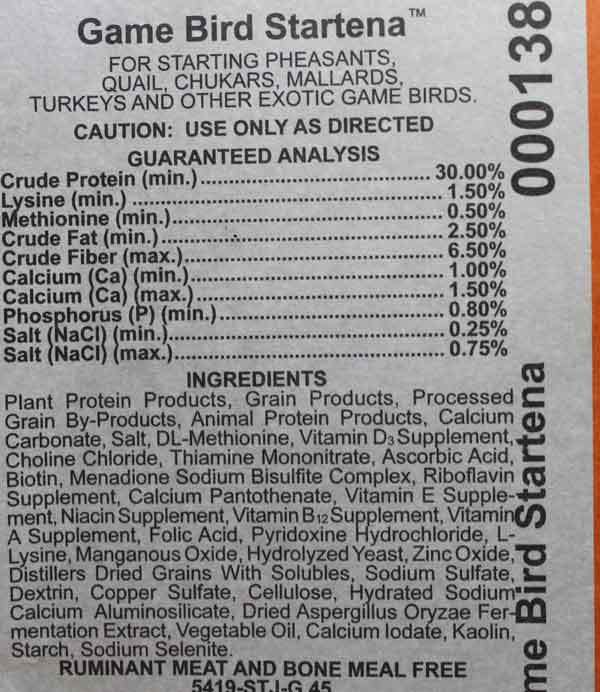 Game Bird Startena™
FOR STARTING PHEASANTS,
QUAIL, CHUKARS, MALLARDS,
TURKEYS AND OTHER EXOTIC GAME BIRDS.
CAUTION: USE ONLY AS DIRECTED
GUARANTEED ANALYSIS
Crude Protein (min.)..................................... 30.00%
Lysine (min.) ................................................ 1.50%
Methionine (min.).......................................... 0.50%
Crude Fat (min.)............................................ 2.50%
Crude Fiber (max.)........................................ 6.50%
Calcium (Ca) (min.)....................................... 1.00%
Calcium (Ca) (max.)...................................... 1.50%
Phosphorus (P) (min.)................................... 0.80%
Salt (NaCl) (min.).......................................... 0.25%
Salt (NaCl) (max.)......................................... 0.75%
INGREDIENTS
Plant Protein Products, Grain Products, Processed
Grain By-Products, Animal Protein Products, Calcium
Carbonate, Salt, DL-Methionine, Vitamin D₃ Supplement,
Choline Chloride, Thiamine Mononitrate, Ascorbic Acid,
Biotin, Menadione Sodium Bisulfite Complex, Riboflavin
Supplement, Calcium Pantothenate, Vitamin E Supple-
ment, Niacin Supplement, Vitamin B₁₂ Supplement, Vitamin
A Supplement, Folic Acid, Pyridoxine Hydrochloride, L-
Lysine, Manganous Oxide, Hydrolyzed Yeast, Zinc Oxide,
Distillers Dried Grains With Solubles, Sodium Sulfate,
Dextrin, Copper Sulfate, Cellulose, Hydrated Sodium
Calcium Aluminosilicate, Dried Aspergillus Oryzae Fer-
mentation Extract, Vegetable Oil, Calcium Iodate, Kaolin,
Starch, Sodium Selenite.
RUMINANT MEAT AND BONE MEAL FREE
5419-STJ-G 45
000138
me Bird Startena